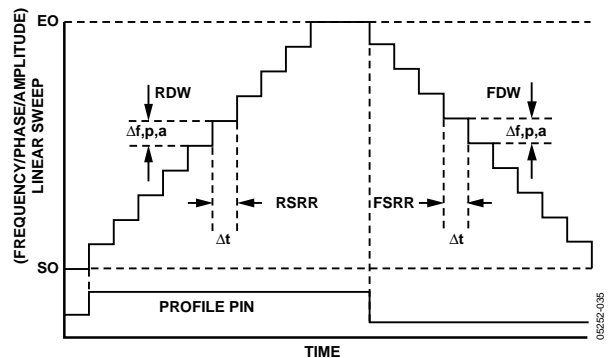 EO
(FREQUENCY/PHASE/AMPLITUDE)
LINEAR SWEEP
RDW
Δf,p,a
RSRR
Δt
FDW
Δf,p,a
FSRR
Δt
SO
PROFILE PIN
TIME
05252-035